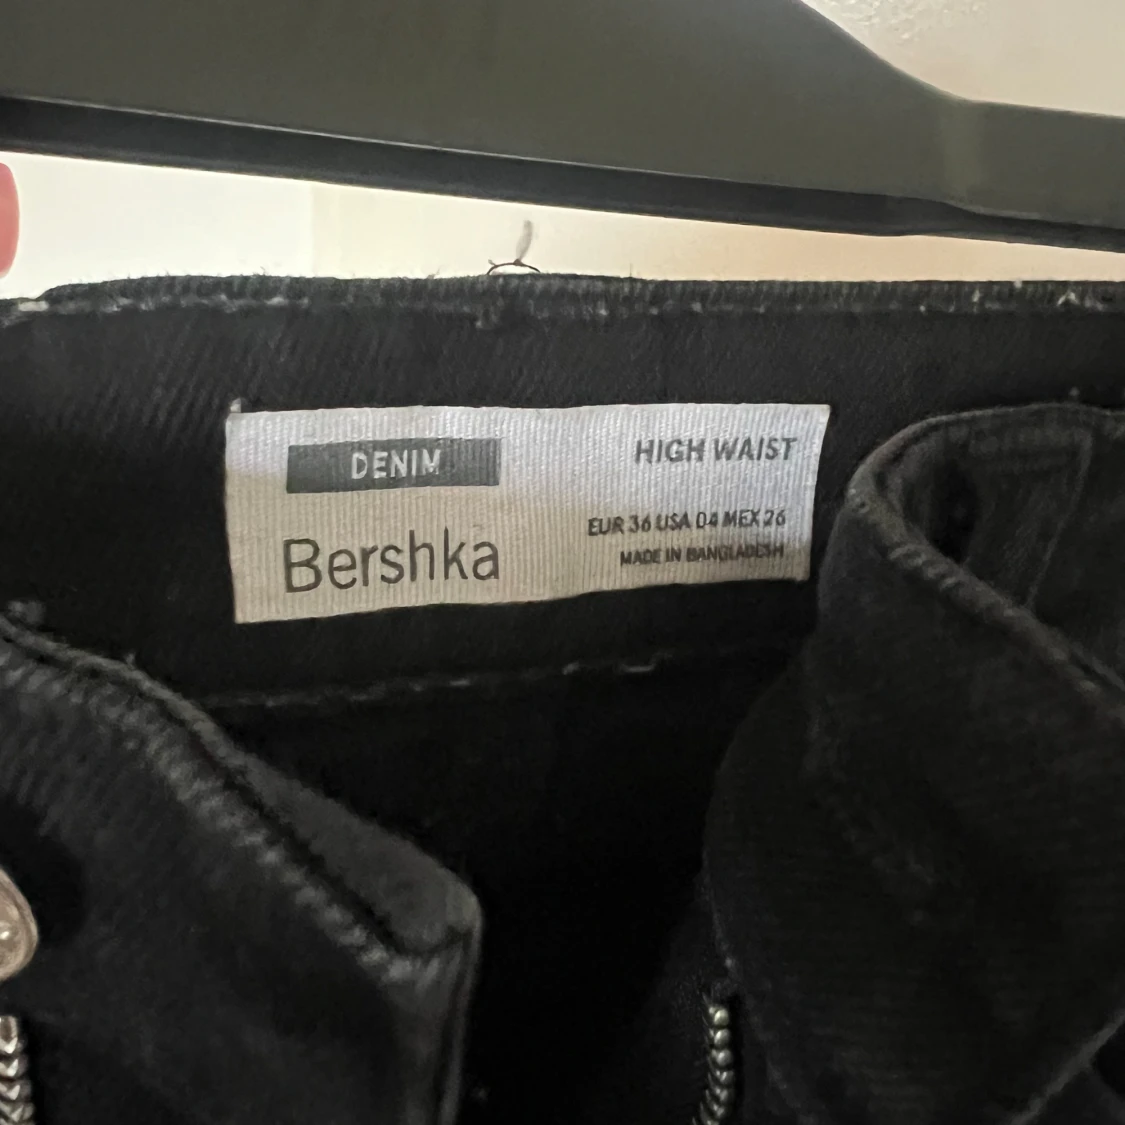 DENIM
Bershka
HIGH WAIST
EUR 36 USA 04 MEX 26
MADE IN BANGLADESH